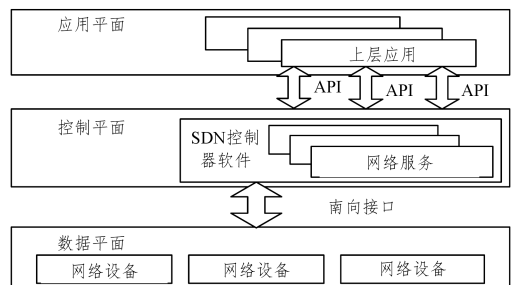 应用平面
上层应用
API
API
API
控制平面
SDN控制
器软件
网络服务
南向接口
数据平面
网络设备
网络设备
网络设备